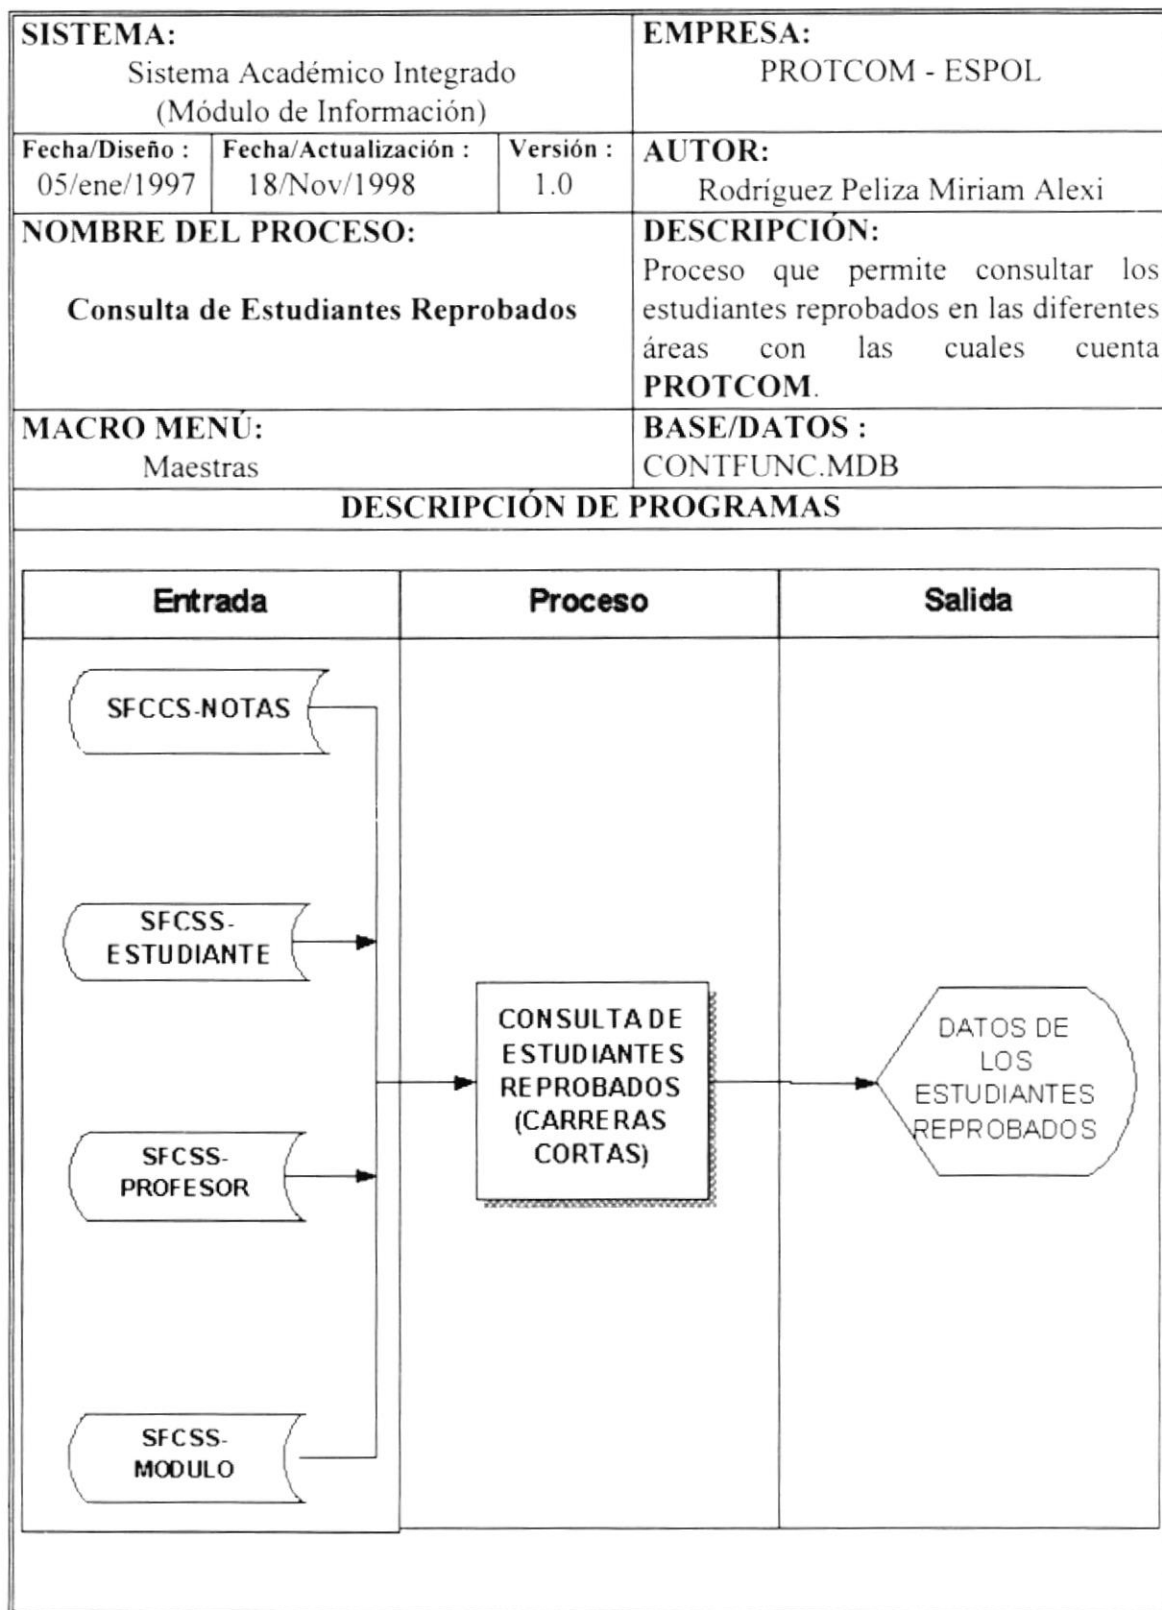 SISTEMA:
Sistema Académico Integrado
(Módulo de Información)
EMPRESA:
PROTCOM - ESPOL
Fecha/Diseño :
05/ene/1997
Fecha/Actualización :
18/Nov/1998
Versión :
1.0
AUTOR:
Rodríguez Peliza Miriam Alexi
NOMBRE DEL PROCESO:
Consulta de Estudiantes Reprobados
DESCRIPCIÓN:
Proceso que permite consultar los
estudiantes reprobados en las diferentes
áreas con las cuales cuenta
PROTCOM.
MACRO MENÚ:
Maestras
BASE/DATOS :
CONTFUNC.MDB
DESCRIPCIÓN DE PROGRAMAS
Entrada
Proceso
Salida
SFCCS-NOTAS
SFCSS-
ESTUDIANTE
SFCSS-
PROFESOR
SFCSS-
MODULO
CONSULTA DE
ESTUDIANTES
REPROBADOS
(CARRERAS
CORTAS)
DATOS DE
LOS
ESTUDIANTES
REPROBADOS